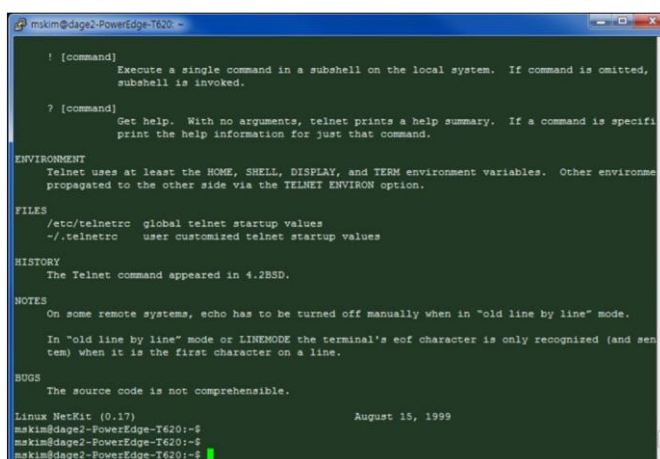 mskim@dage2-PowerEdge-T620: ~
! [command]
Execute a single command in a subshell on the local system. If command is omitted,
subshell is invoked.
? [command]
Get help. With no arguments, telnet prints a help summary. If a command is specifi
print the help information for just that command.
ENVIRONMENT
Telnet uses at least the HOME, SHELL, DISPLAY, and TERM environment variables. Other environme
propagated to the other side via the TELNET ENVIRON option.
FILES
/etc/telnetrc global telnet startup values
~/.telnetrc user customized telnet startup values
HISTORY
The Telnet command appeared in 4.2BSD.
NOTES
On some remote systems, echo has to be turned off manually when in “old line by line” mode.
In “old line by line” mode or LINEMODE the terminal's eof character is only recognized (and sen
tem) when it is the first character on a line.
BUGS
The source code is not comprehensible.
Linux NetKit (0.17) August 15, 1999
mskim@dage2-PowerEdge-T620:~$
mskim@dage2-PowerEdge-T620:~$
mskim@dage2-PowerEdge-T620:~$